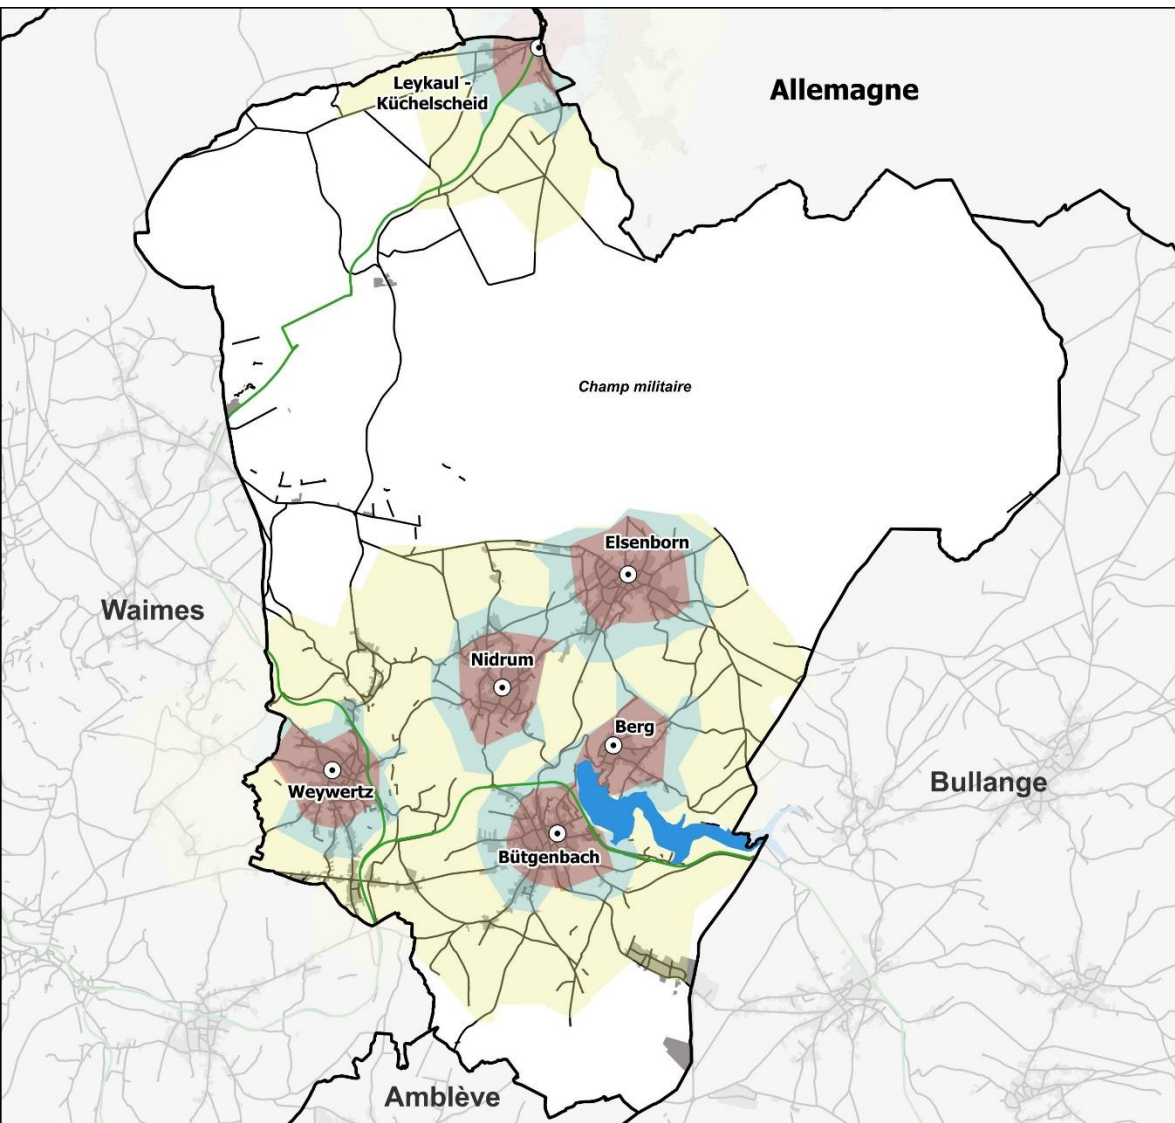 Leykaul -
Küchelscheid
Allemagne
Champ militaire
Elsenborn
Waimes
Nidrum
Berg
Weywertz
Bullange
Bütgenbach
Amblève